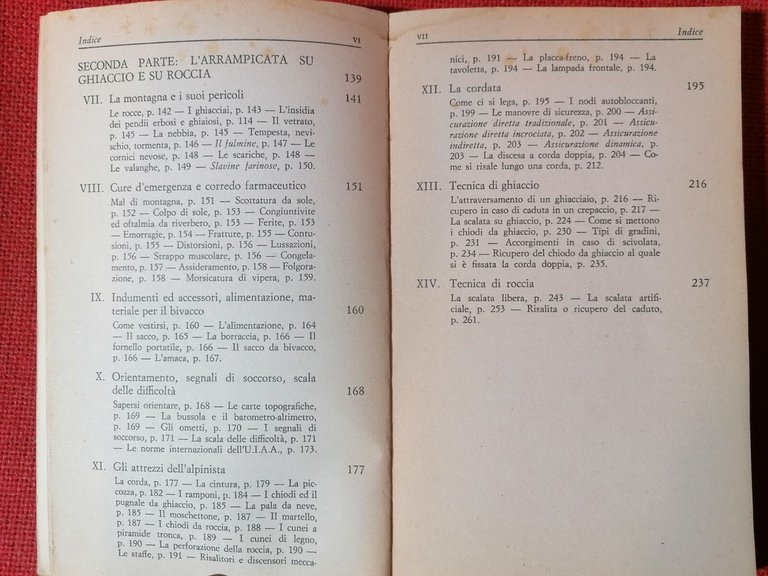 Indice VI
SECONDA PARTE: L'ARRAMPICATA SU
GHIACCIO E SU ROCCIA 139
VII. La montagna e i suoi pericoli 141
Le rocce, p. 142 — I ghiacciai, p. 143 — L'insidia
dei pendii erbosi e ghiaiosi, p. 114 — Il vetrato,
p. 145 — La nebbia, p. 145 — Tempesta, nevi-
schio, tormenta, p. 146 — Il fulmine, p. 147 — Le
cornici nevose, p. 148 — Le scariche, p. 148 —
Le valanghe, p. 149 — Slavine farinose, p. 150.
VIII. Cure d'emergenza e corredo farmaceutico 151
Mal di montagna, p. 151 — Scottatura da sole,
p. 152 — Colpo di sole, p. 153 — Congiuntivite
ed oftalmia da riverbero, p. 153 — Ferite, p. 153
— Emorragie, p. 154 — Fratture, p. 155 — Contu-
sioni, p. 155 — Distorsioni, p. 156 — Lussazioni,
p. 156 — Strappo muscolare, p. 156 — Congela-
mento, p. 157 — Assideramento, p. 158 — Folgora-
zione, p. 158 — Morsicatura di vipera, p. 159.
IX. Indumenti ed accessori, alimentazione, ma-
teriale per il bivacco 160
Come vestirsi, p. 160 — L'alimentazione, p. 164
— Il sacco, p. 165 — La borraccia, p. 166 — Il
fornello portatile, p. 166 — Il sacco da bivacco,
p. 166 — L'amaca, p. 167.
X. Orientamento, segnali di soccorso, scala
delle difficoltà 168
Sapersi orientare, p. 168 — Le carte topografiche,
p. 169 — La bussola e il barometro-altimetro,
p. 169 — Gli ometti, p. 170 — I segnali di
soccorso, p. 171 — La scala delle difficoltà, p. 171
— Le norme internazionali dell'U.I.A.A., p. 173.
XI. Gli attrezzi dell'alpinista 177
La corda, p. 177 — La cintura, p. 179 — La pic-
cozza, p. 182 — I ramponi, p. 184 — I chiodi ed il
pugnale da ghiaccio, p. 185 — La pala da neve,
p. 185 — Il moschettone, p. 187 — Il martello,
p. 187 — I chiodi da roccia, p. 188 — I cunei a
piramide tronca, p. 189 — I cunei di legno,
p. 190 — La perforazione della roccia, p. 190 —
Le staffe, p. 191 — Risalitori e discensori mecca-
VII Indice
nici, p. 191 — La placca-freno, p. 194 — La
tavoletta, p. 194 — La lampada frontale, p. 194.
XII. La cordata 195
Come ci si lega, p. 195 — I nodi autobloccanti,
p. 199 — Le manovre di sicurezza, p. 200 — Assi-
curazione diretta tradizionale, p. 201 — Assicu-
razione diretta incrociata, p. 202 — Assicurazione
indiretta, p. 203 — Assicurazione dinamica, p.
203 — La discesa a corda doppia, p. 204 — Co-
me si risale lungo una corda, p. 212.
XIII. Tecnica di ghiaccio 216
L'attraversamento di un ghiacciaio, p. 216 — Ri-
cupero in caso di caduta in un crepaccio, p. 217 —
La scalata su ghiaccio, p. 224 — Come si mettono
i chiodi da ghiaccio, p. 230 — Tipi di gradini,
p. 231 — Accorgimenti in caso di scivolata,
p. 234 — Ricupero del chiodo da ghiaccio al quale
si è fissata la corda doppia, p. 235.
XIV. Tecnica di roccia 237
La scalata libera, p. 243 — La scalata artifi-
ciale, p. 253 — Risalita o ricupero del caduto,
p. 261.